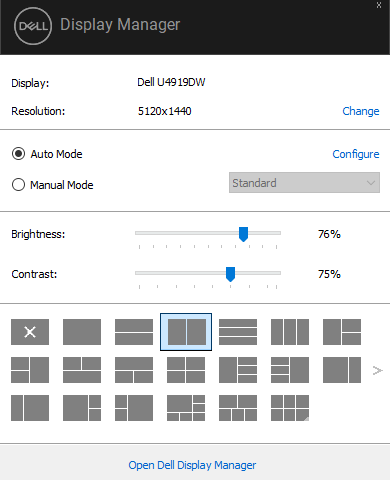 x
DELL Display Manager
Display: Dell U4919DW
Resolution: 5120x1440 Change
Auto Mode Configure
Manual Mode Standard
Brightness: 76%
Contrast: 75%
Open Dell Display Manager